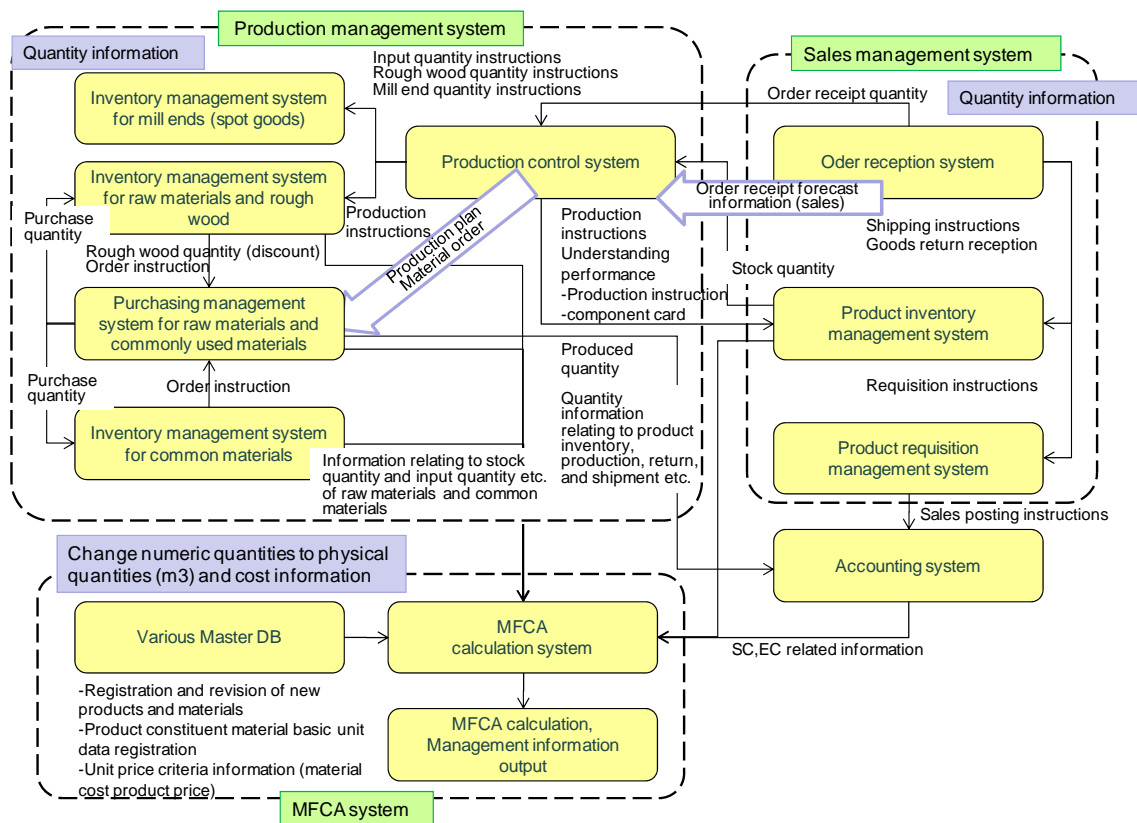 Production management system
Quantity information
Input quantity instructions
Rough wood quantity instructions
Mill end quantity instructions
Sales management system
Quantity information
Order receipt quantity
Inventory management system
for mill ends (spot goods)
Production control system
Oder reception system
Inventory management system
for raw materials and rough
wood
Purchase
quantity
Production
instructions
Order receipt forecast
information (sales)
Production plan
Material order
Rough wood quantity (discount)
Order instruction
Production
instructions
Understanding
performance
-Production instruction
-component card
Shipping instructions
Goods return reception
Stock quantity
Purchasing management
system for raw materials and
commonly used materials
Product inventory
management system
Purchase
quantity
Order instruction
Produced
quantity
Requisition instructions
Quantity
information
relating to product
inventory,
production, return,
and shipment etc.
Inventory management system
for common materials
Information relating to stock
quantity and input quantity etc.
of raw materials and common
materials
Product requisition
management system
Sales posting instructions
Change numeric quantities to physical
quantities (m3) and cost information
Accounting system
Various Master DB
MFCA
calculation system
SC,EC related information
-Registration and revision of new
products and materials
-Product constituent material basic unit
data registration
-Unit price criteria information (material
cost product price)
MFCA calculation,
Management information
output
MFCA system